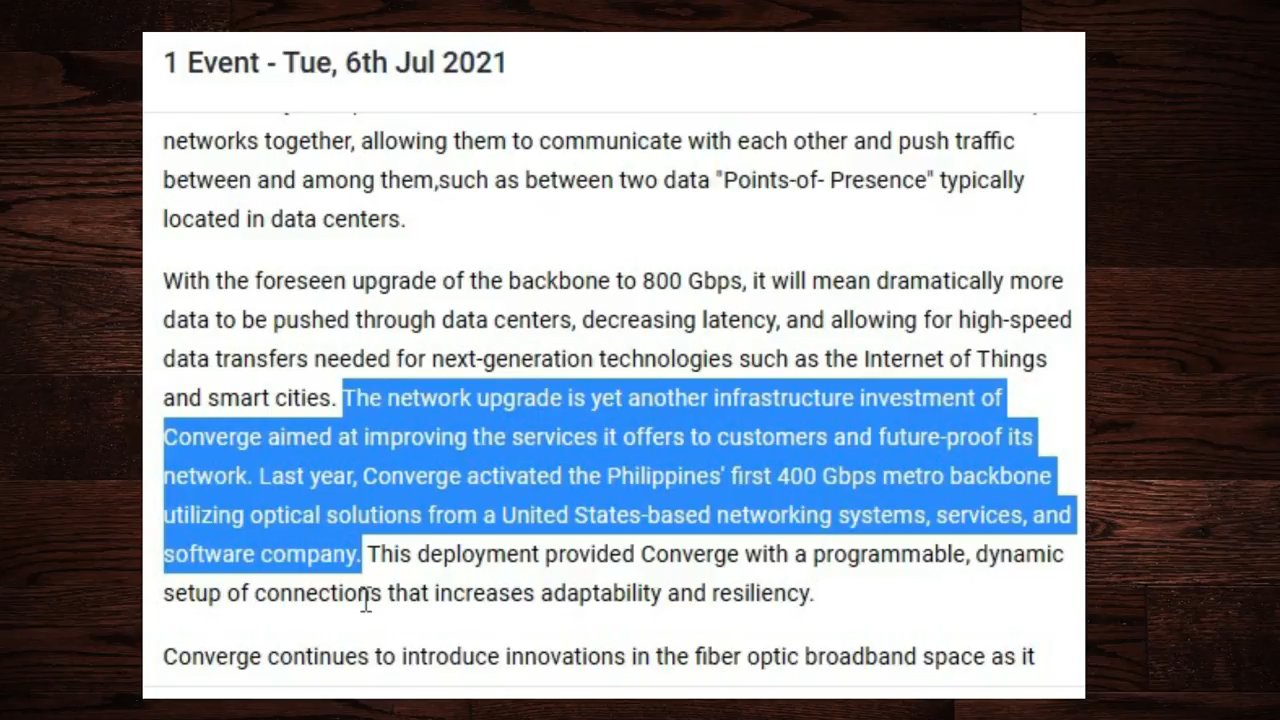 1 Event - Tue, 6th Jul 2021
networks together, allowing them to communicate with each other and push traffic
between and among them,such as between two data "Points-of- Presence" typically
located in data centers.
With the foreseen upgrade of the backbone to 800 Gbps, it will mean dramatically more
data to be pushed through data centers, decreasing latency, and allowing for high-speed
data transfers needed for next-generation technologies such as the Internet of Things
and smart cities. The network upgrade is yet another infrastructure investment of
Converge aimed at improving the services it offers to customers and future-proof its
network. Last year, Converge activated the Philippines' first 400 Gbps metro backbone
utilizing optical solutions from a United States-based networking systems, services, and
software company. This deployment provided Converge with a programmable, dynamic
setup of connections that increases adaptability and resiliency.
Converge continues to introduce innovations in the fiber optic broadband space as it